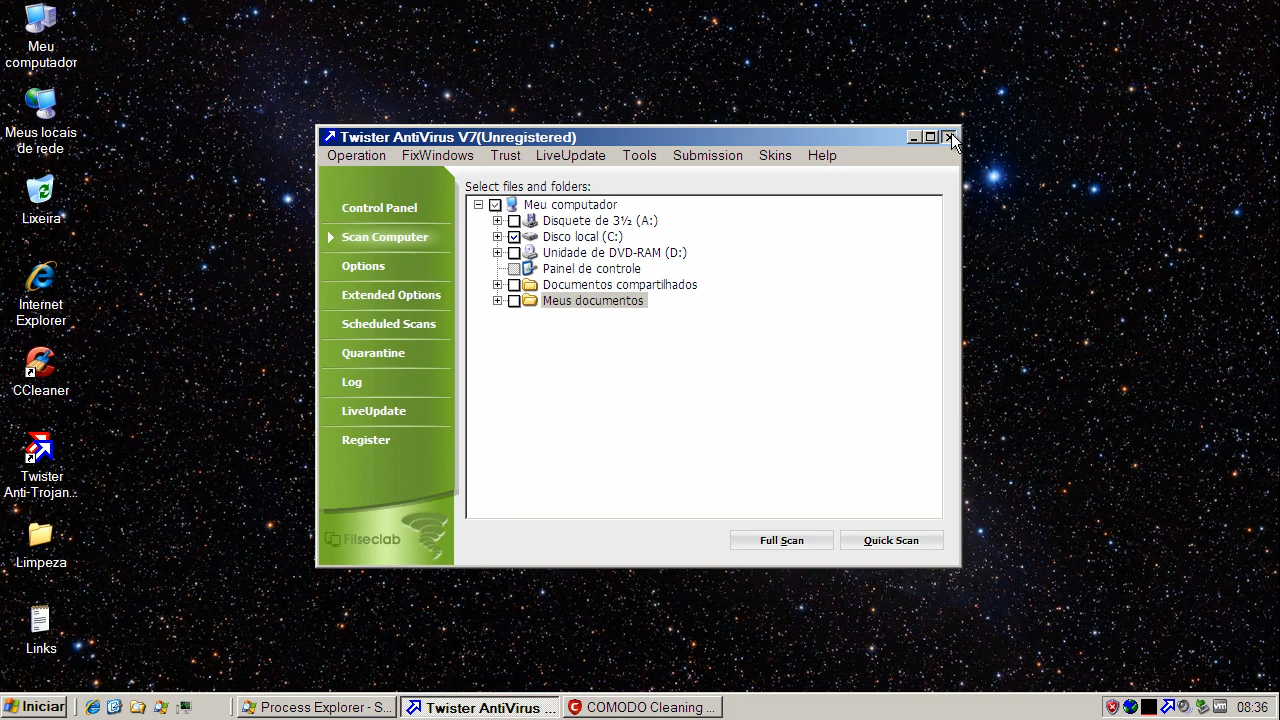 Meu
computador
Meus locais
de rede
Lixeira
Internet
Explorer
CCleaner
Twister
Anti-Trojan...
Limpeza
Links
Twister AntiVirus V7(Unregistered)
Operation FixWindows Trust LiveUpdate Tools Submission Skins Help
Control Panel
Scan Computer
Options
Extended Options
Scheduled Scans
Quarantine
Log
LiveUpdate
Register
Filseclab
Select files and folders:
Meu computador
Disquete de 3½ (A:)
Disco local (C:)
Unidade de DVD-RAM (D:)
Painel de controle
Documentos compartilhados
Meus documentos
Full Scan Quick Scan
Iniciar Process Explorer - S... Twister AntiVirus ... COMODO Cleaning ... 08:36